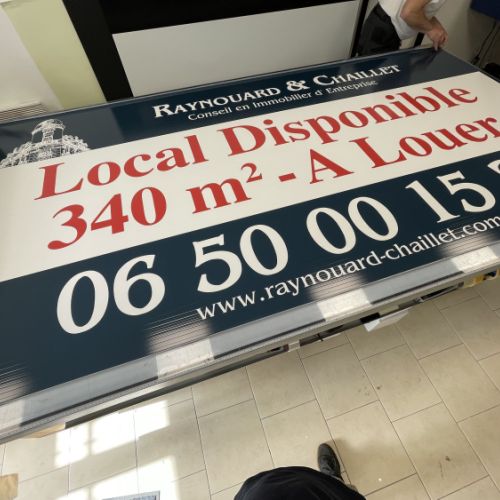 RAYNOUARD & CHAILLET
Conseil en Immobilier d'Entreprise
Local Disponible
340 m² - A Louer
06 50 00 15
www.raynouard-chaillet.com